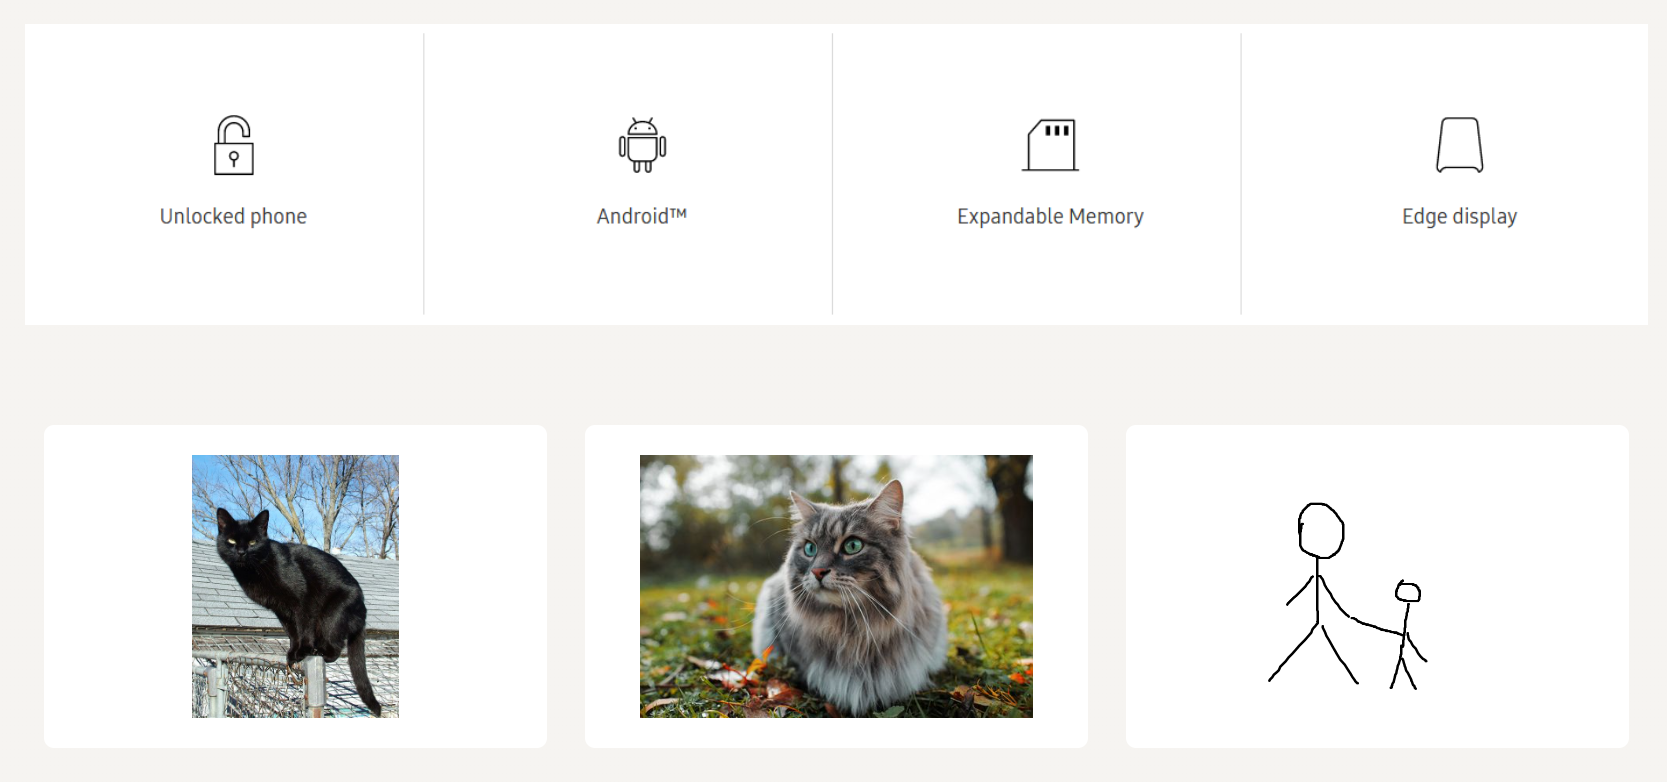 Unlocked phone
Android™
Expandable Memory
Edge display